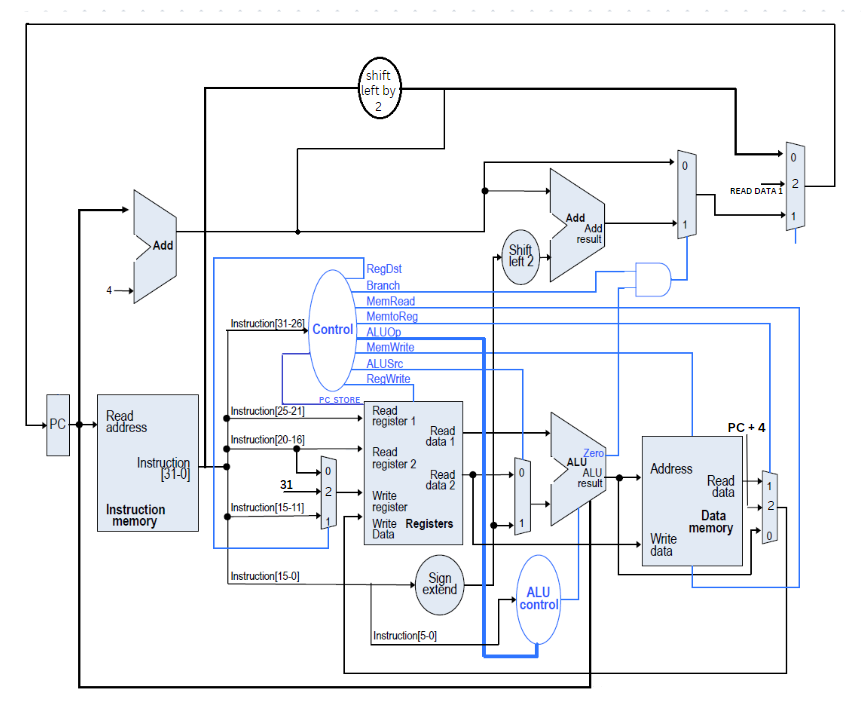 shift
left by
2
0
2
READ DATA 1
1
0
1
Add
Add
Add
result
4
Shift
left 2
RegDst
Branch
MemRead
MemtoReg
ALUOp
MemWrite
ALUSrc
RegWrite
Control
PC_STORE
Instruction[31-26]
Instruction[25-21]
Instruction[20-16]
31
Instruction[15-11]
Instruction[15-0]
Instruction[5-0]
PC
Read
address
Instruction
[31-0]
Instruction
memory
0
2
1
Read
register 1
Read
register 2
Write
register
Write
Data
Registers
Read
data 1
Read
data 2
0
1
Zero
ALU
ALU
result
Sign
extend
ALU
control
PC + 4
Address
Read
data
Data
memory
Write
data
1
2
0